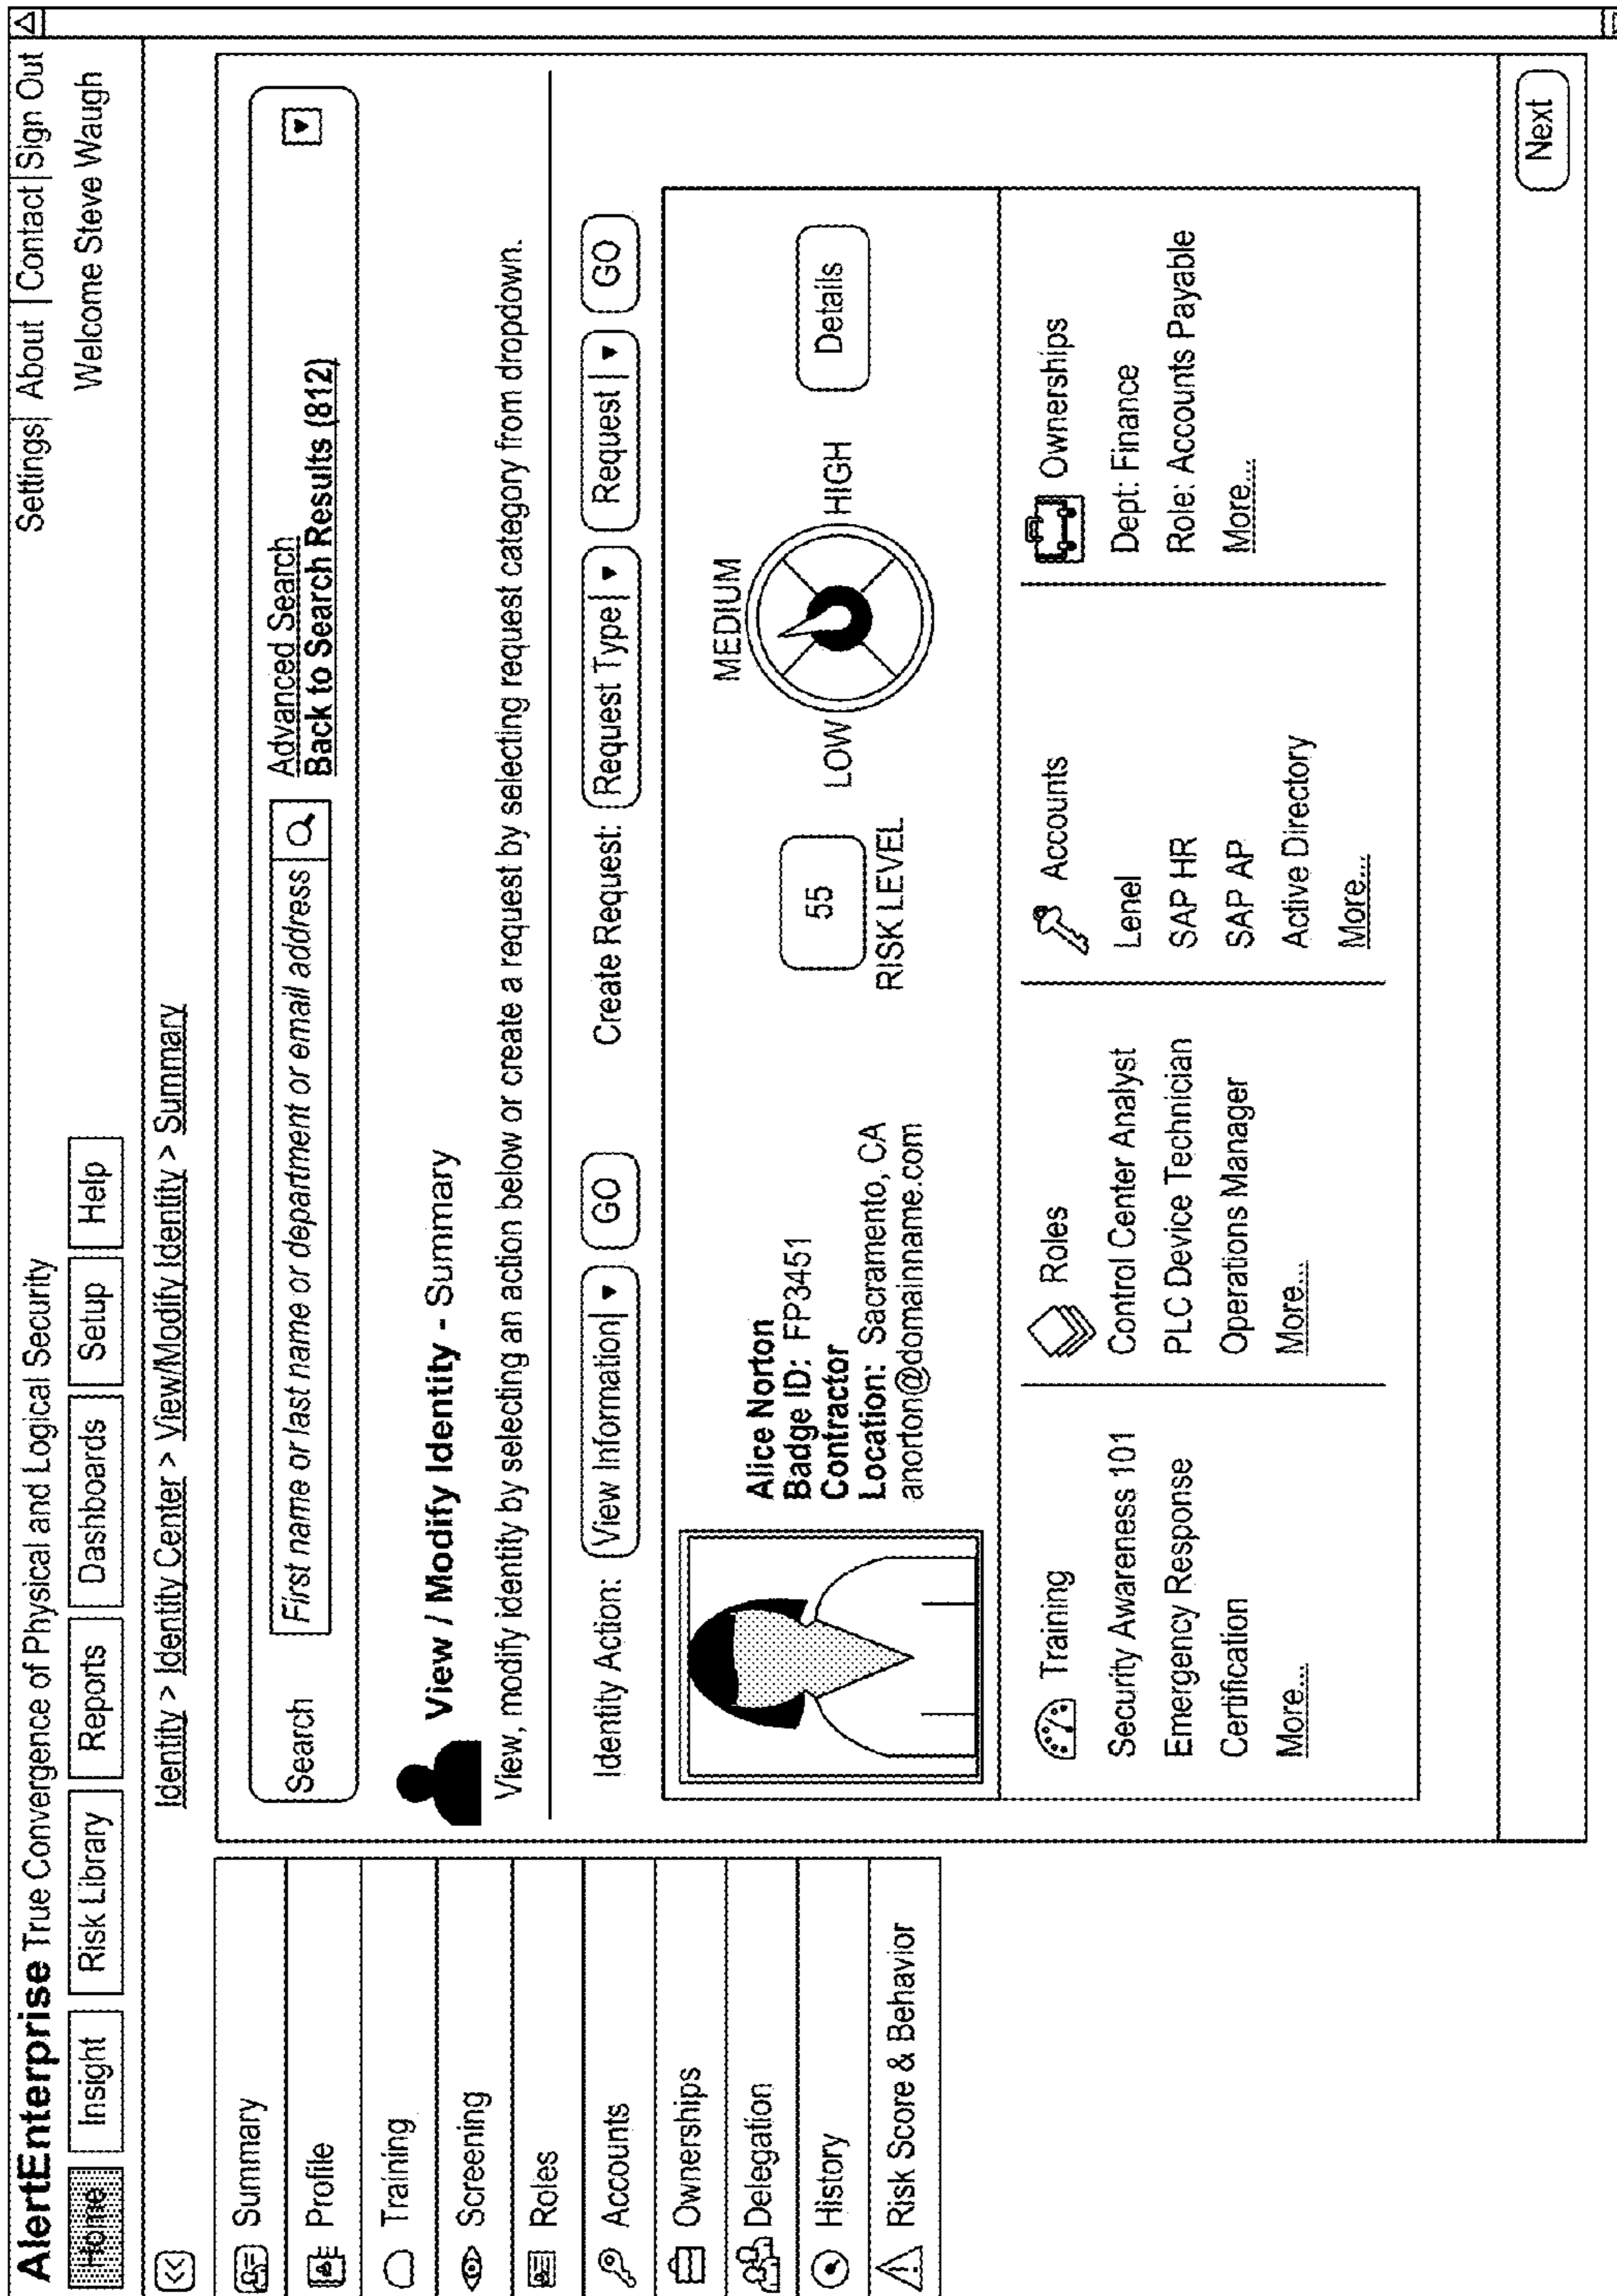 AlertEnterprise True Convergence of Physical and Logical Security
Settings| About |Contact|Sign Out
Home Insight Risk Library Reports Dashboards Setup Help
Welcome Steve Waugh
<<
Identity > Identity Center > View/Modify Identity > Summary
Summary
Profile
Training
Screening
Roles
Accounts
Ownerships
Delegation
History
Risk Score & Behavior
Search First name or last name or department or email address
Advanced Search
Back to Search Results (812)
View / Modify Identity - Summary
View, modify identity by selecting an action below or create a request by selecting request category from dropdown.
Identity Action: View Information GO Create Request: Request Type Request GO
Alice Norton
Badge ID: FP3451
Contractor
Location: Sacramento, CA
anorton@domainname.com
55
RISK LEVEL
MEDIUM
LOW HIGH
Details
Training
Security Awareness 101
Emergency Response
Certification
More...
Roles
Control Center Analyst
PLC Device Technician
Operations Manager
More...
Accounts
Lenel
SAP HR
SAP AP
Active Directory
More...
Ownerships
Dept: Finance
Role: Accounts Payable
More...
Next